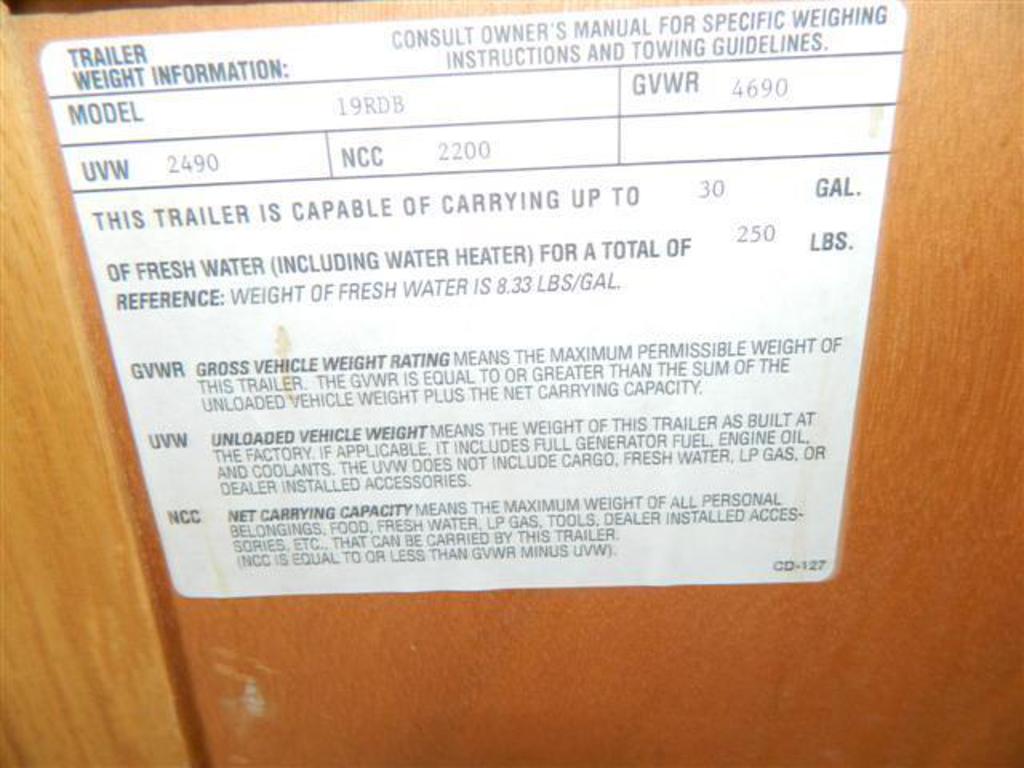 TRAILER
WEIGHT INFORMATION:
CONSULT OWNER'S MANUAL FOR SPECIFIC WEIGHING
INSTRUCTIONS AND TOWING GUIDELINES.
MODEL 19RDB GVWR 4690
UVW 2490 NCC 2200
THIS TRAILER IS CAPABLE OF CARRYING UP TO 30 GAL.
OF FRESH WATER (INCLUDING WATER HEATER) FOR A TOTAL OF 250 LBS.
REFERENCE: WEIGHT OF FRESH WATER IS 8.33 LBS/GAL.
GVWR GROSS VEHICLE WEIGHT RATING MEANS THE MAXIMUM PERMISSIBLE WEIGHT OF
THIS TRAILER. THE GVWR IS EQUAL TO OR GREATER THAN THE SUM OF THE
UNLOADED VEHICLE WEIGHT PLUS THE NET CARRYING CAPACITY.
UVW UNLOADED VEHICLE WEIGHT MEANS THE WEIGHT OF THIS TRAILER AS BUILT AT
THE FACTORY. IF APPLICABLE, IT INCLUDES FULL GENERATOR FUEL, ENGINE OIL,
AND COOLANTS. THE UVW DOES NOT INCLUDE CARGO, FRESH WATER, LP GAS, OR
DEALER INSTALLED ACCESSORIES.
NCC NET CARRYING CAPACITY MEANS THE MAXIMUM WEIGHT OF ALL PERSONAL
BELONGINGS, FOOD, FRESH WATER, LP GAS, TOOLS, DEALER INSTALLED ACCES-
SORIES, ETC., THAT CAN BE CARRIED BY THIS TRAILER.
(NCC IS EQUAL TO OR LESS THAN GVWR MINUS UVW).
CD-127